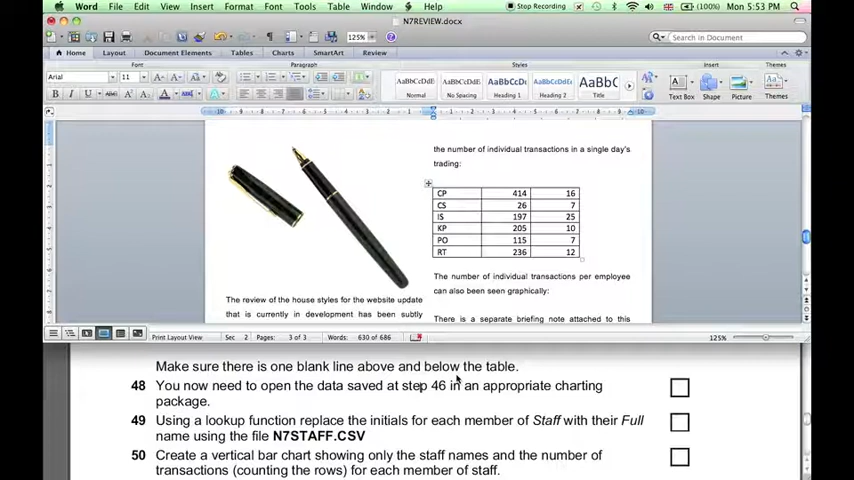 Word File Edit View Insert Format Font Tools Table Window Help Stop Recording (100%) Mon 5:53 PM
N7REVIEW.docx
125% Search in Document
Home Layout Document Elements Tables Charts SmartArt Review
Font Paragraph Styles Insert Themes
Arial 11 AaBbCcDdE AaBbCcDdE AaBbCcDc AaBbCcDdEe AaBbC
Normal No Spacing Heading 1 Heading 2 Title Text Box Shape Picture Themes
the number of individual transactions in a single day's
trading:
CP 414 16
CS 26 7
IS 197 25
KP 205 10
PO 115 7
RT 236 12
The number of individual transactions per employee
can also been seen graphically:
The review of the house styles for the website update
that is currently in development has been subtly
There is a separate briefing note attached to this
Print Layout View Sec 2 Pages: 3 of 3 Words: 630 of 686 125%
Make sure there is one blank line above and below the table.
48 You now need to open the data saved at step 46 in an appropriate charting
package.
49 Using a lookup function replace the initials for each member of Staff with their Full
name using the file N7STAFF.CSV
50 Create a vertical bar chart showing only the staff names and the number of
transactions (counting the rows) for each member of staff.